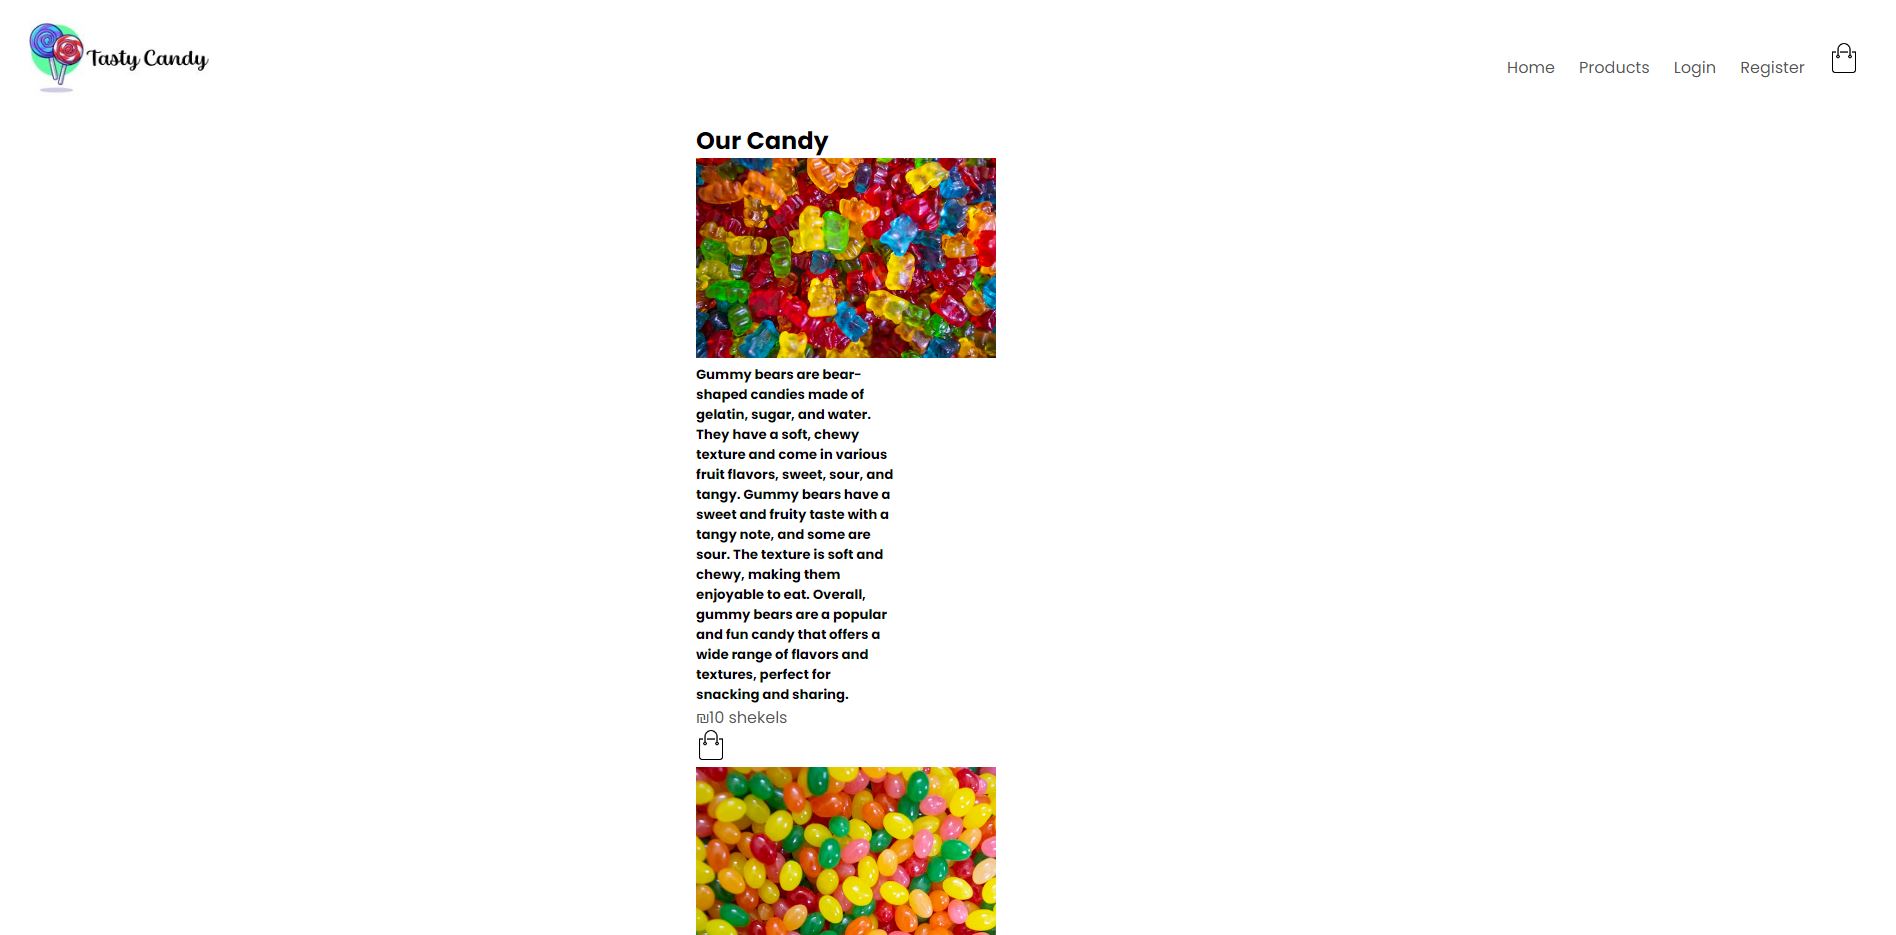 Tasty Candy
Home Products Login Register
Our Candy
Gummy bears are bear-
shaped candies made of
gelatin, sugar, and water.
They have a soft, chewy
texture and come in various
fruit flavors, sweet, sour, and
tangy. Gummy bears have a
sweet and fruity taste with a
tangy note, and some are
sour. The texture is soft and
chewy, making them
enjoyable to eat. Overall,
gummy bears are a popular
and fun candy that offers a
wide range of flavors and
textures, perfect for
snacking and sharing.
₪10 shekels